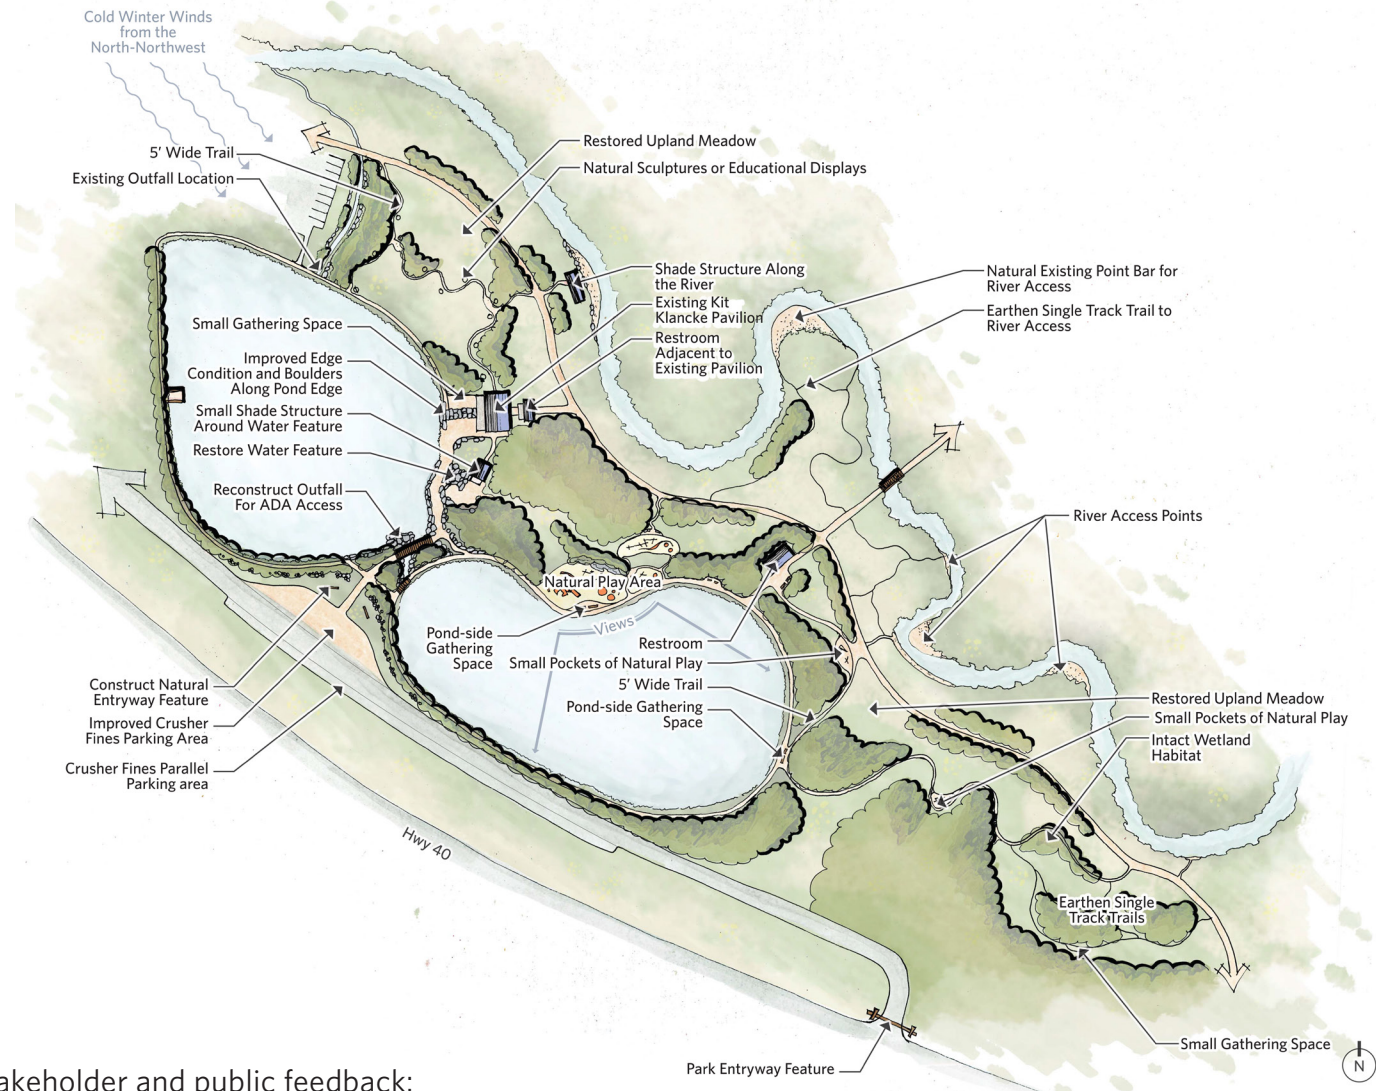 Cold Winter Winds
from the
North-Northwest
5' Wide Trail
Existing Outfall Location
Restored Upland Meadow
Natural Sculptures or Educational Displays
Shade Structure Along
the River
Existing Kit
Klancke Pavilion
Restroom
Adjacent to
Existing Pavilion
Natural Existing Point Bar for
River Access
Earthen Single Track Trail to
River Access
Small Gathering Space
Improved Edge
Condition and Boulders
Along Pond Edge
Small Shade Structure
Around Water Feature
Restore Water Feature
Reconstruct Outfall
For ADA Access
River Access Points
Natural Play Area
Views
Pond-side
Gathering
Space
Restroom
Small Pockets of Natural Play
5' Wide Trail
Pond-side Gathering
Space
Construct Natural
Entryway Feature
Improved Crusher
Fines Parking Area
Crusher Fines Parallel
Parking area
Restored Upland Meadow
Small Pockets of Natural Play
Intact Wetland
Habitat
Hwy 40
Earthen Single
Track Trails
Small Gathering Space
Park Entryway Feature
N
akeholder and public feedback: